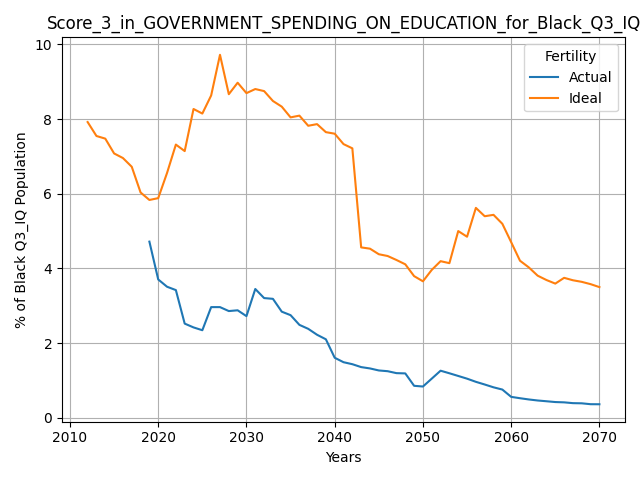 Score_3_in_GOVERNMENT_SPENDING_ON_EDUCATION_for_Black_Q3_IQ
Fertility
Actual
Ideal
% of Black Q3_IQ Population
10
8
6
4
2
0
2010 2020 2030 2040 2050 2060 2070
Years